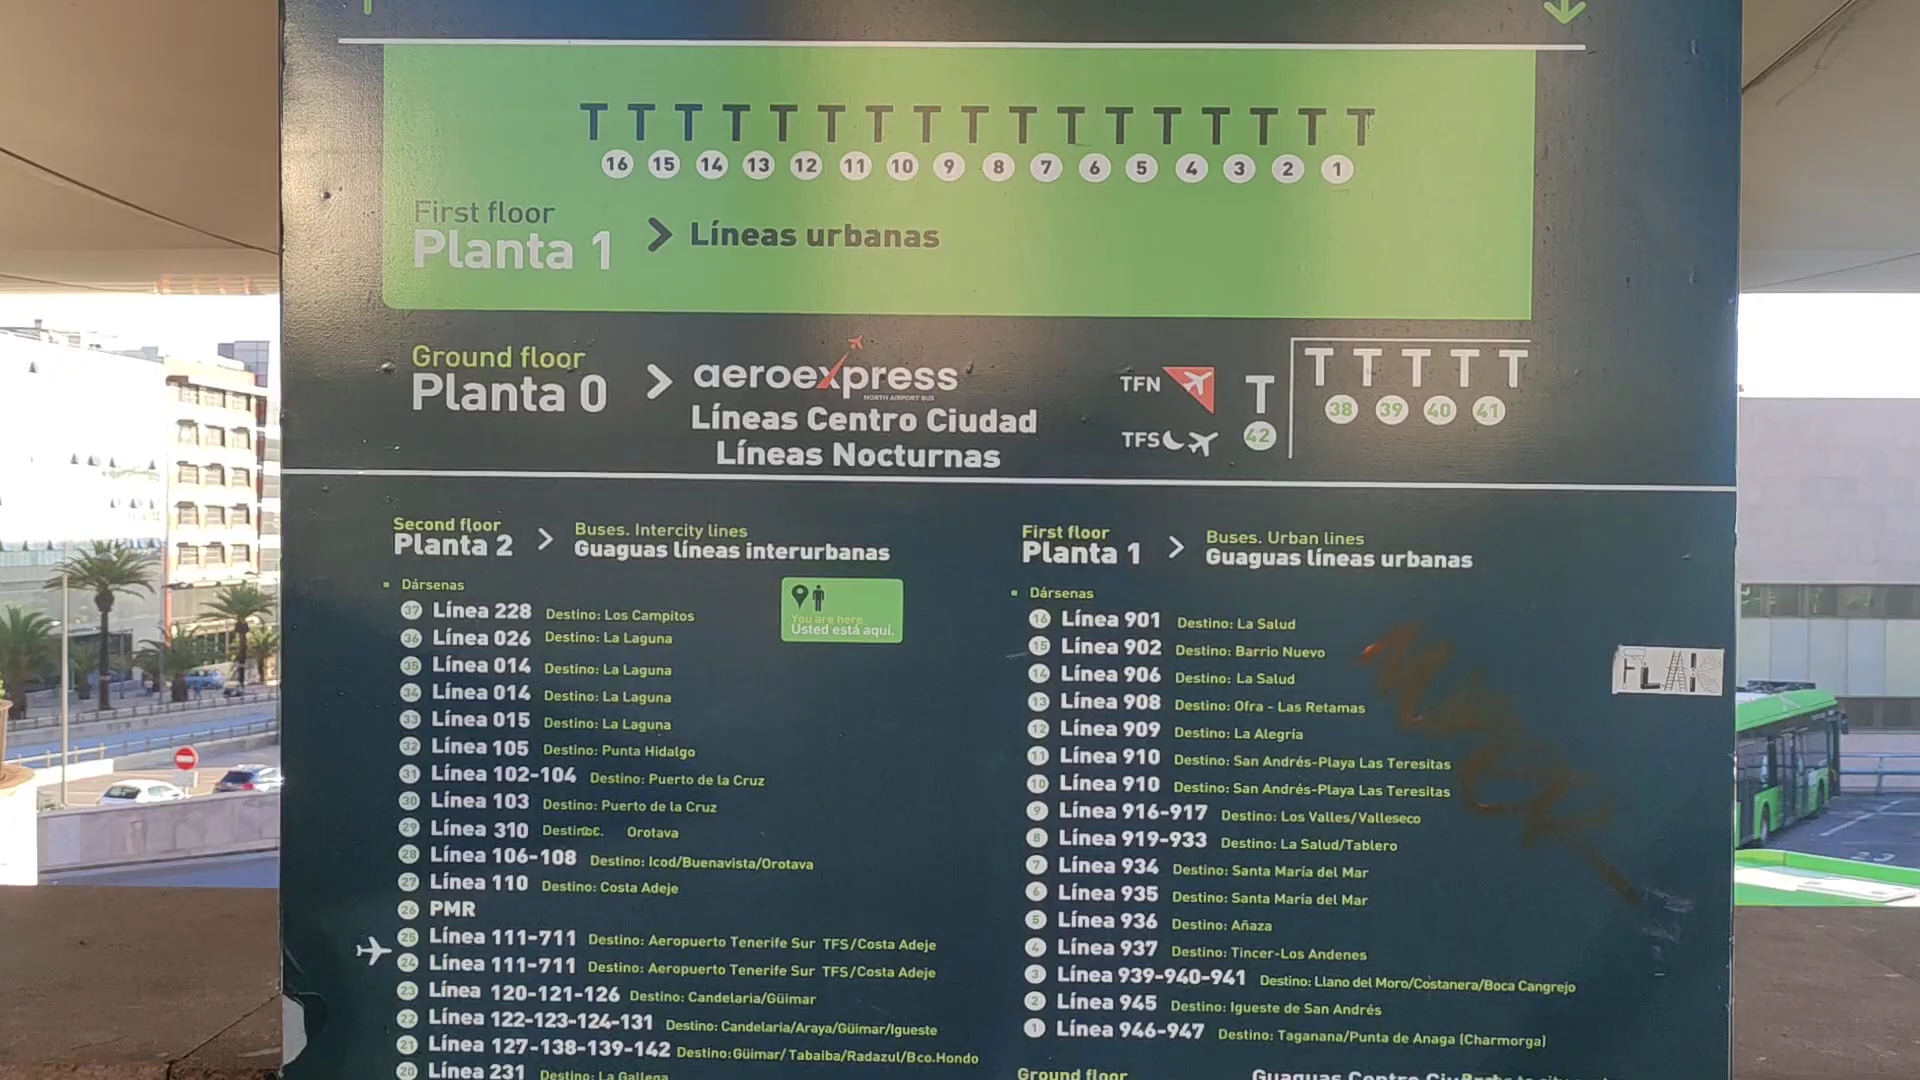 T T T T T T T T T T T T T T T T T
16 15 14 13 12 11 10 9 8 7 6 5 4 3 2 1
First floor
Planta 1
Líneas urbanas
Ground floor
Planta 0
aeroexpress
NORTH AIRPORT BUS
Líneas Centro Ciudad
Líneas Nocturnas
TFN
TFS
T
42
T T T T T
38 39 40 41
Second floor
Planta 2
Buses. Intercity lines
Guaguas líneas interurbanas
Dársenas
You are here
Usted está aquí.
37 Línea 228 Destino: Los Campitos
36 Línea 026 Destino: La Laguna
35 Línea 014 Destino: La Laguna
34 Línea 014 Destino: La Laguna
33 Línea 015 Destino: La Laguna
32 Línea 105 Destino: Punta Hidalgo
31 Línea 102-104 Destino: Puerto de la Cruz
30 Línea 103 Destino: Puerto de la Cruz
29 Línea 310 Orotava
28 Línea 106-108 Destino: Icod/Buenavista/Orotava
27 Línea 110 Destino: Costa Adeje
26 PMR
25 Línea 111-711 Destino: Aeropuerto Tenerife Sur TFS/Costa Adeje
24 Línea 111-711 Destino: Aeropuerto Tenerife Sur TFS/Costa Adeje
23 Línea 120-121-126 Destino: Candelaria/Güimar
22 Línea 122-123-124-131 Destino: Candelaria/Araya/Güimar/Igueste
21 Línea 127-138-139-142 Destino:Güimar/ Tabaiba/Radazul/Bco.Hondo
20 Línea 231 Destino: La Gallega
First floor
Planta 1
Buses. Urban lines
Guaguas líneas urbanas
Dársenas
16 Línea 901 Destino: La Salud
15 Línea 902 Destino: Barrio Nuevo
14 Línea 906 Destino: La Salud
13 Línea 908 Destino: Ofra - Las Retamas
12 Línea 909 Destino: La Alegría
11 Línea 910 Destino: San Andrés-Playa Las Teresitas
10 Línea 910 Destino: San Andrés-Playa Las Teresitas
9 Línea 916-917 Destino: Los Valles/Valleseco
8 Línea 919-933 Destino: La Salud/Tablero
7 Línea 934 Destino: Santa María del Mar
6 Línea 935 Destino: Santa María del Mar
5 Línea 936 Destino: Añaza
4 Línea 937 Destino: Tincer-Los Andenes
3 Línea 939-940-941 Destino: Llano del Moro/Costanera/Boca Cangrejo
2 Línea 945 Destino: Igueste de San Andrés
1 Línea 946-947 Destino: Taganana/Punta de Anaga (Charmorga)
Ground floor
Guaguas Centro